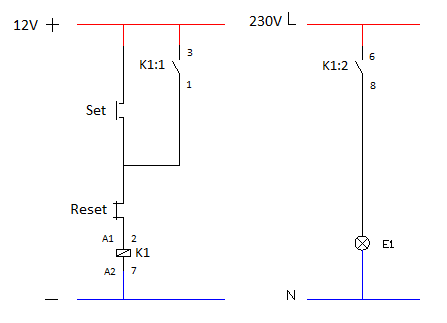 12V +
230V L
3
K1:1
1
6
K1:2
8
Set
Reset
A1 2
K1
A2 7
E1
–
N